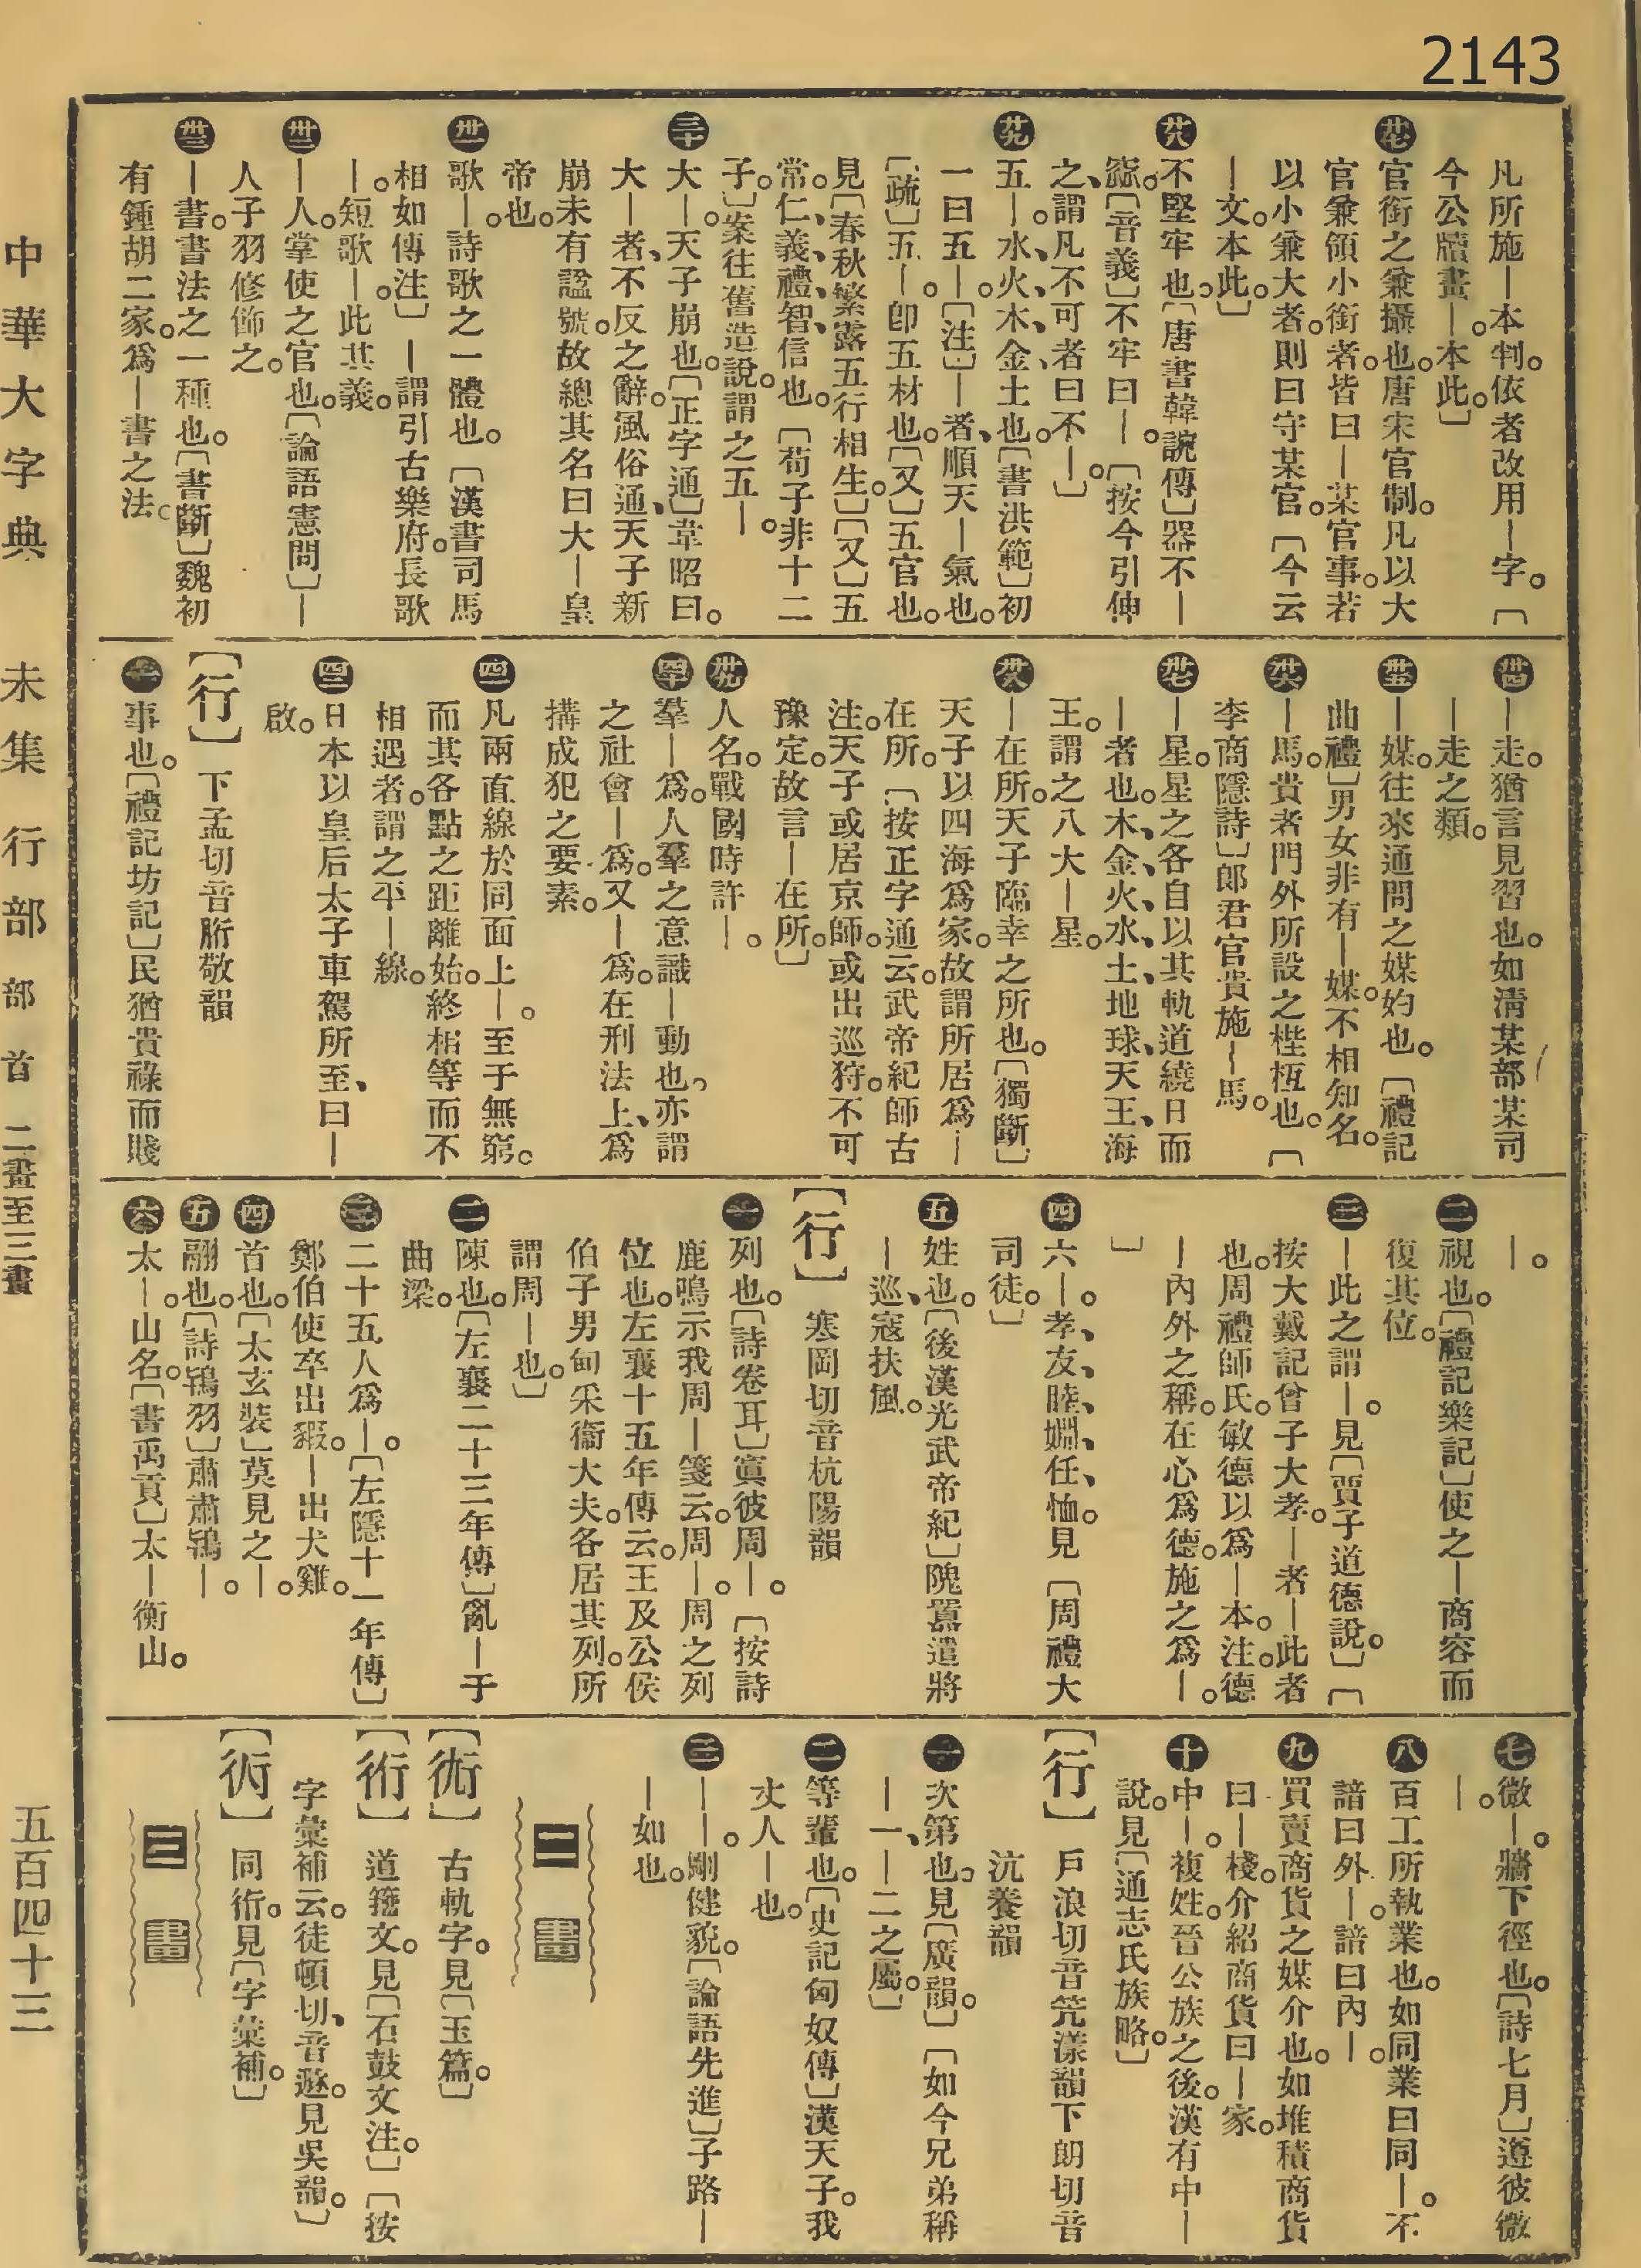 2143
凡所施—本判。依者改用—字。〔
今公牘畫—。本此。〕
廿七 官銜之兼攝也。唐宋官制。凡以大
官兼領小銜者。皆曰—某官事。若
以小兼大者。則曰守某官。〔今云
—文。本此。〕
廿八 不堅牢也。〔唐書韓琬傳〕器不—
窳。〔音義〕不牢曰—。〔按今引伸
之、謂凡不可者曰不—。〕
廿九 五—。水、火、木、金、土也。〔書洪範〕初
一曰五—。〔注〕—者、順天—氣也。
〔疏〕五—。卽五材也。〔又〕五官也。
見〔春秋繁露五行相生。〕〔又〕五
常。仁、義、禮、智、信也。〔荀子非十二
子。〕案往舊造說。謂之五—。
三十 大—。天子崩也。〔正字通〕韋昭曰。
大—者、不反之辭。風俗通、天子新
崩未有諡號。故總其名曰大—皇
帝也。
卅一 歌—。詩歌之一體也。〔漢書司馬
相如傳注〕—謂引古樂府。長歌
—。短歌—。此其義。
卅二 —人。掌使之官也。〔論語憲問〕—
人子羽修飾之。
卅三 —書。書法之一種也。〔書斷〕魏初
有鍾胡二家。爲—書之法。
卅四 —走。猶言見習也。如清某部某司
—走之類。
卅五 —媒。往來通問之媒妁也。〔禮記
曲禮〕男女非有—媒。不相知名。
卅六 —馬。貴者門外所設之梐枑也。〔
李商隱詩〕郞君官貴施—馬。
卅七 —星。星之各自以其軌道繞日而
—者也。木、金、火、水、土、地球、天王、海
王。謂之八大—星。
卅八 —在所。天子臨幸之所也。〔獨斷〕
天子以四海爲家。故謂所居爲—
在所。〔按正字通云。武帝紀師古
注。天子或居京師。或出巡狩。不可
豫定。故言—在所。〕
卅九 人名。戰國時許—。
四十 羣—爲。人羣之意識—動也。亦謂
之社會—爲。又—爲。在刑法上、爲
搆成犯之要素。
四一 凡兩直線於同面上—。至于無窮。
而其各點之距離。始終相等而不
相遇者。謂之平—線。
四二 日本以皇后太子車駕所至、曰—
啟。
【行】 下孟切音胻敬韻
一 事也。〔禮記坊記〕民猶貴祿而賤
—。
二 視也。〔禮記樂記〕使之—商容而
復其位。
三 —此之謂—。見〔賈子道德說。〕〔
按大戴記曾子大孝。—者—此者
也。周禮師氏。敏德以爲—本。注。德
—內外之稱。在心爲德。施之爲—。
〕
四 六—。孝、友、睦、婣、任、恤。見〔周禮大
司徒。〕
五 姓也。〔後漢光武帝紀〕隗囂遣將
—巡、寇扶風。
【行】 寒岡切音杭陽韻
一 列也。〔詩卷耳〕寘彼周—。〔按詩
鹿鳴示我周—箋云。周—。周之列
位也。左襄十五年傳云。王及公侯
伯子男甸采衞大夫。各居其列。所
謂周—也。〕
二 陳也。〔左襄二十三年傳〕亂—于
曲梁。
三 二十五人爲—。〔左隱十一年傳〕
鄭伯使卒出豭。—出犬雞。
四 首也。〔太玄裝〕莫見之—。
五 翮也。〔詩鴇羽〕肅肅鴇—。
六 太—。山名。〔書禹貢〕太—衡山。
七 微—。牆下徑也。〔詩七月〕遵彼微
—。
八 百工所執業也。如同業曰同—。不
諳曰外—。諳曰內—。
九 買賣商貨之媒介也。如堆積商貨
曰—棧。介紹商貨曰—家。
十 中—。複姓。晉公族之後。漢有中—
說。見〔通志氏族略。〕
【行】 戶浪切音笐漾韻下朗切音
沆養韻
一 次第也。見〔廣韻。〕〔如今兄弟稱
—一、—二之屬。〕
二 等輩也。〔史記匈奴傳〕漢天子。我
丈人—也。
三 ——。剛健貌。〔論語先進〕子路—
—如也。
二畫
古軌字。見〔玉篇。〕
道籀文。見〔石鼓文注。〕〔按
字彙補云。徒頓切、音遯。見吳韻。〕
同衍。見〔字彙補。〕
三畫
中華大字典 未集 行部 部首 二畫至三畫 五百四十三